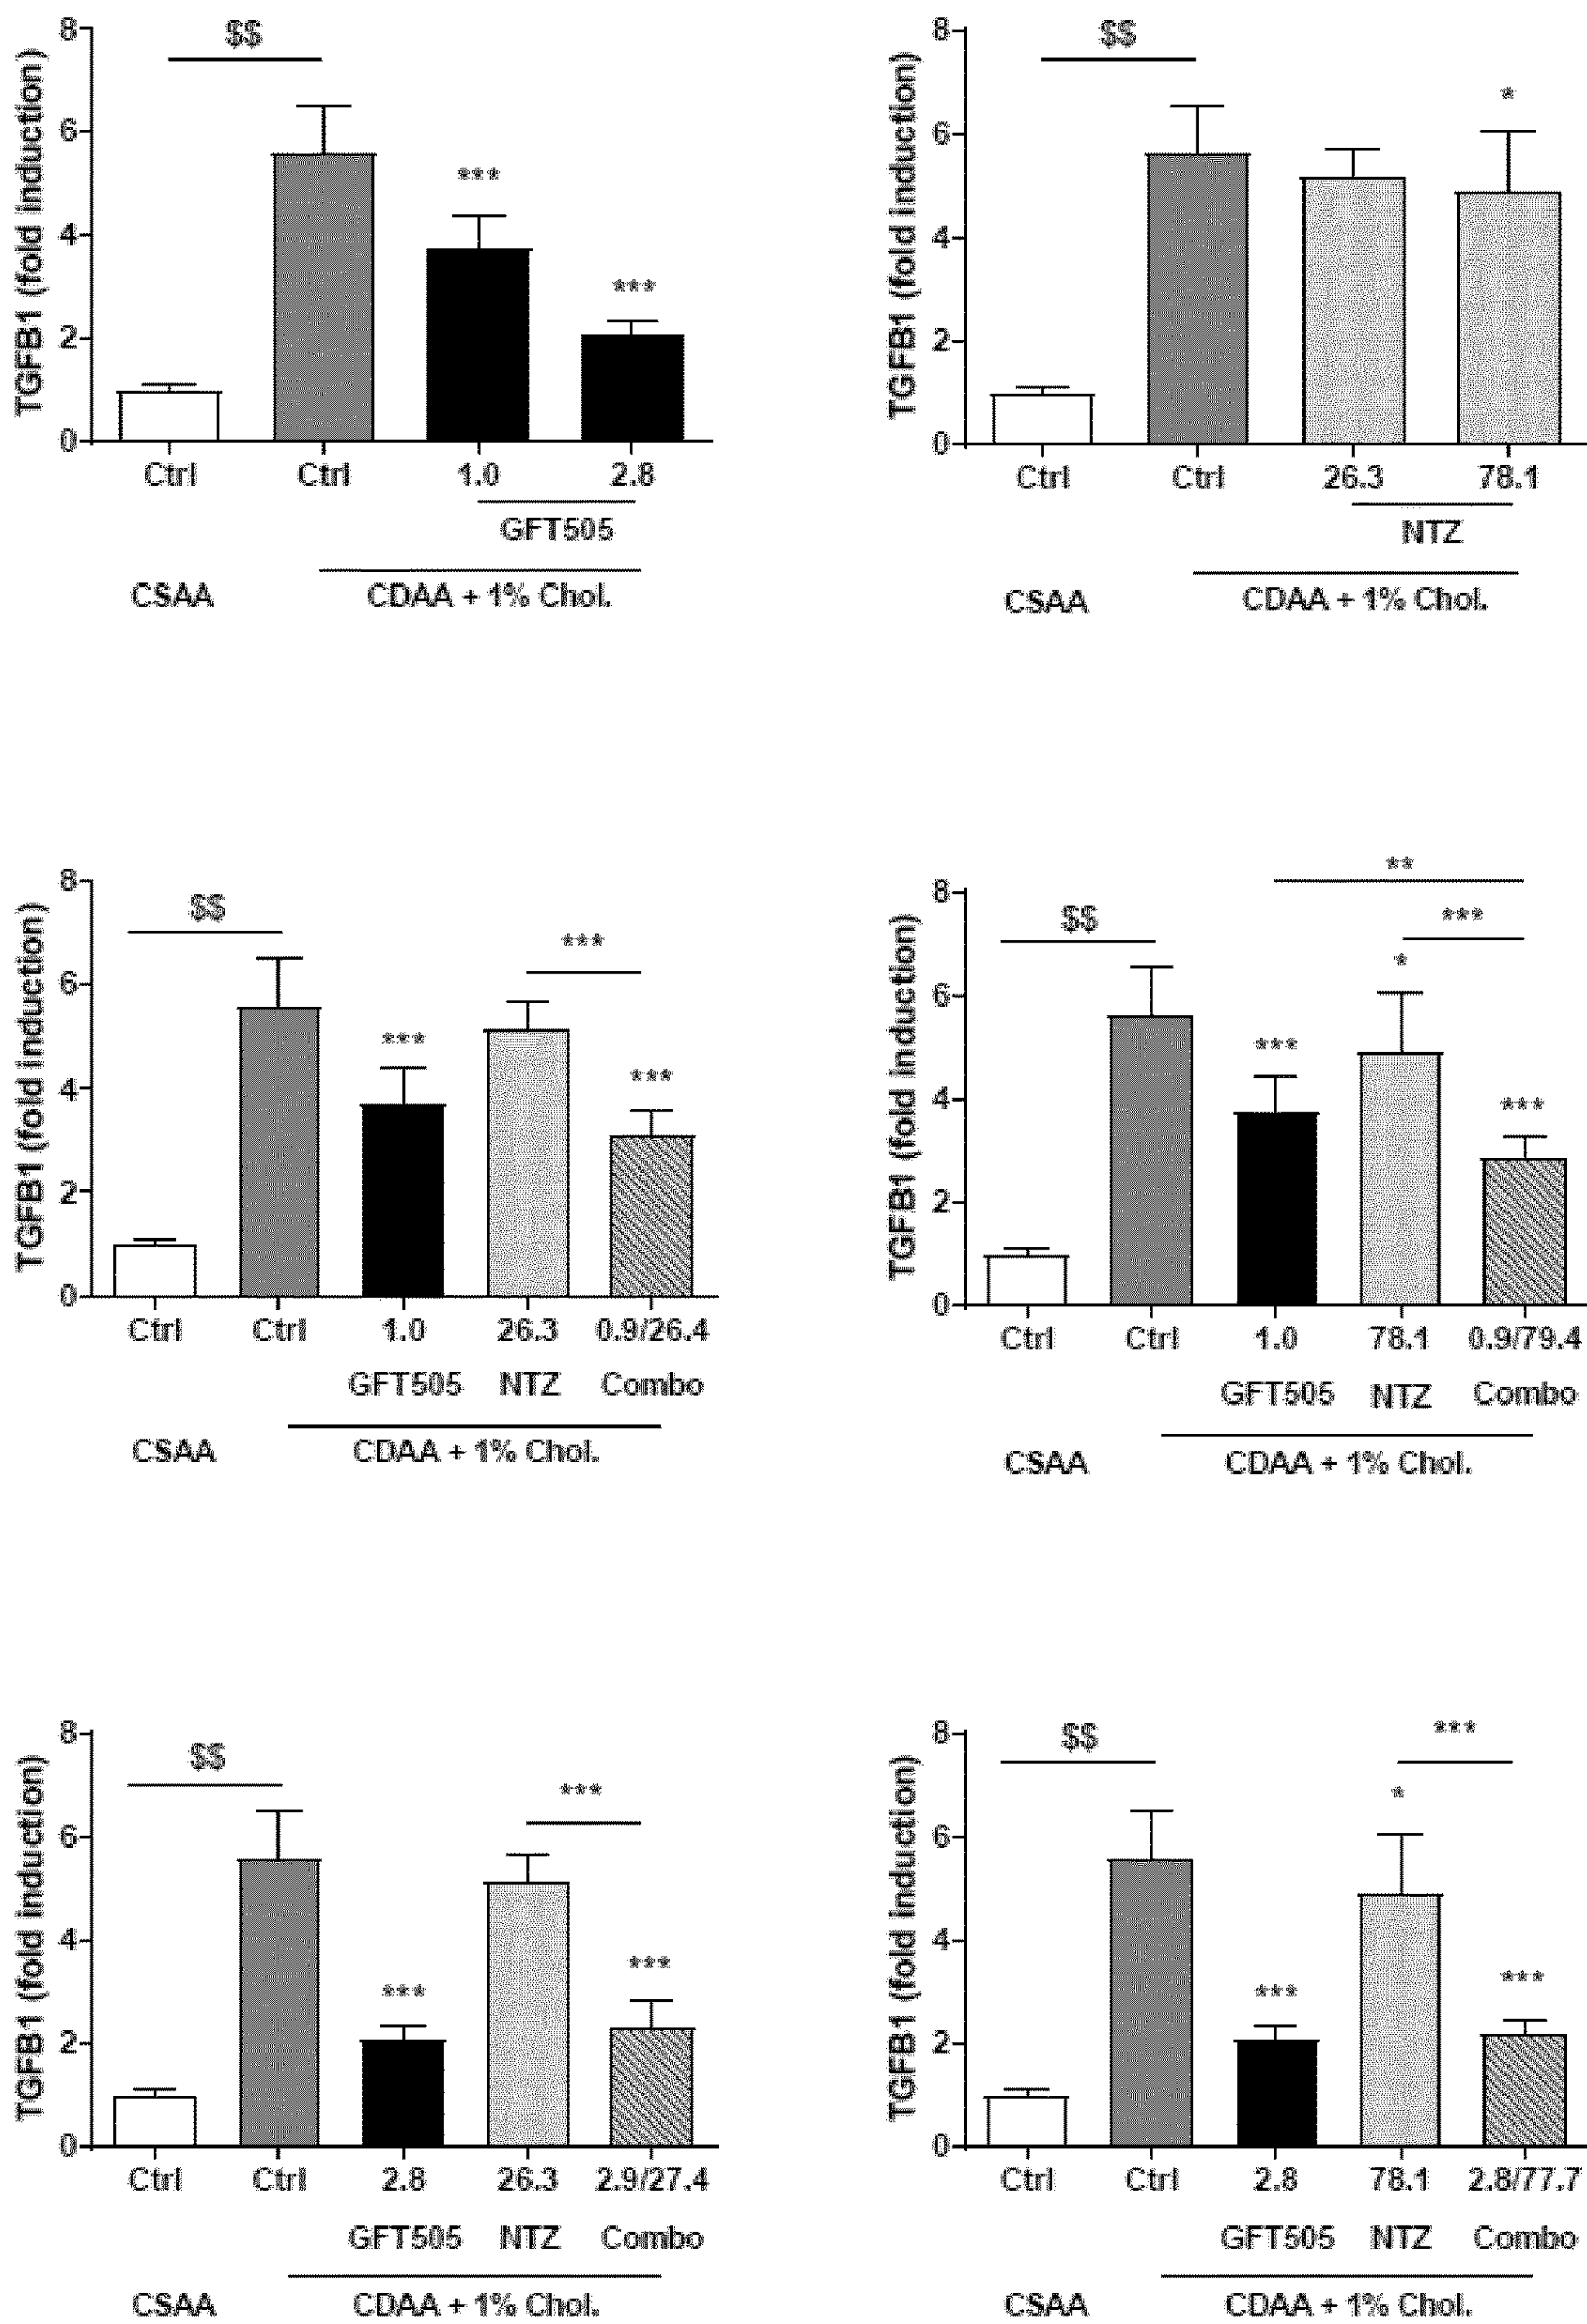 TGFB1 (fold induction)
8
6
4
2
0
$$
***
***
Ctrl Ctrl 1.0 2.8
GFT505
CSAA CDAA + 1% Chol.
TGFB1 (fold induction)
8
6
4
2
0
$$
*
Ctrl Ctrl 26.3 78.1
NTZ
CSAA CDAA + 1% Chol.
TGFB1 (fold induction)
8
6
4
2
0
$$
***
***
***
Ctrl Ctrl 1.0 26.3 0.9/26.4
GFT505 NTZ Combo
CSAA CDAA + 1% Chol.
TGFB1 (fold induction)
8
6
4
2
0
**
$$ ***
*
***
***
Ctrl Ctrl 1.0 78.1 0.9/79.4
GFT505 NTZ Combo
CSAA CDAA + 1% Chol.
TGFB1 (fold induction)
8
6
4
2
0
$$
***
***
***
Ctrl Ctrl 2.8 26.3 2.9/27.4
GFT505 NTZ Combo
CSAA CDAA + 1% Chol.
TGFB1 (fold induction)
8
6
4
2
0
$$ ***
*
***
***
Ctrl Ctrl 2.8 78.1 2.8/77.7
GFT505 NTZ Combo
CSAA CDAA + 1% Chol.